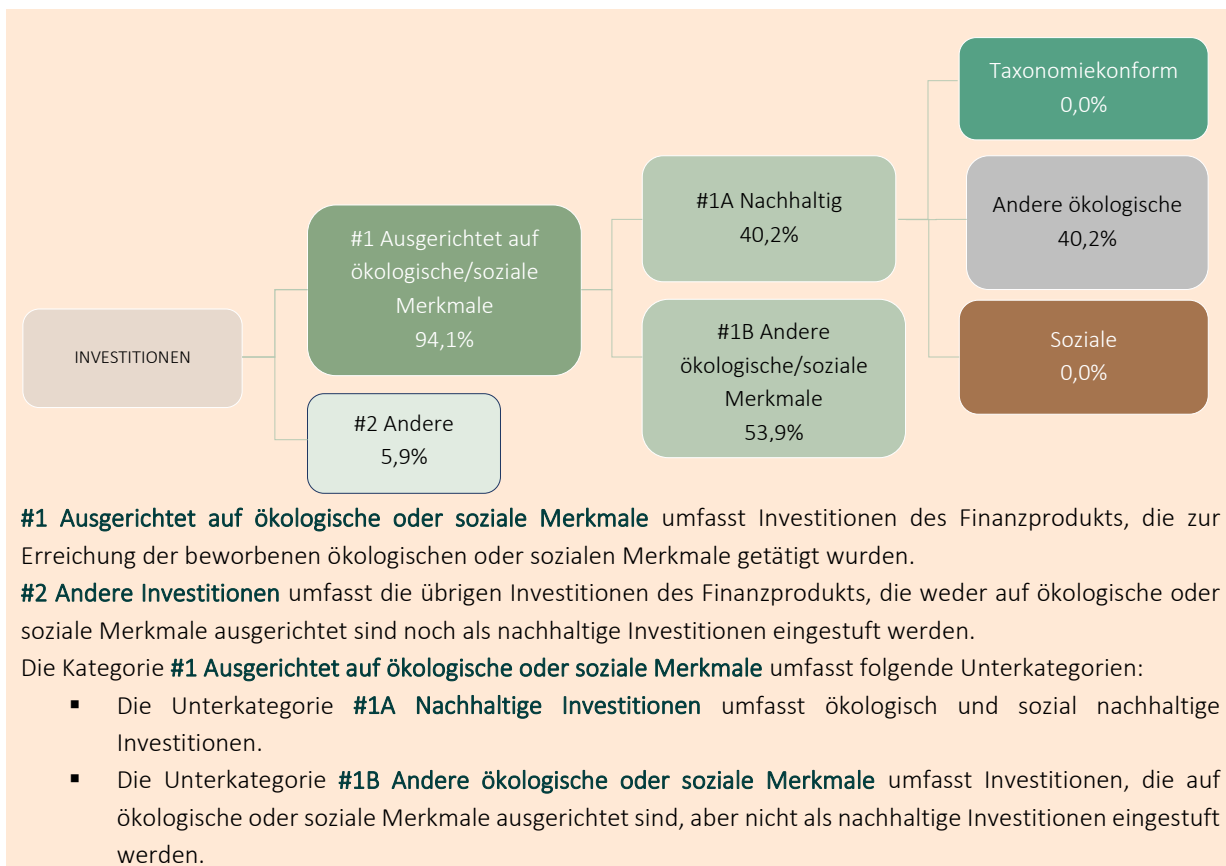 INVESTITIONEN
#1 Ausgerichtet auf
ökologische/soziale
Merkmale
94,1%
#2 Andere
5,9%
#1A Nachhaltig
40,2%
#1B Andere
ökologische/soziale
Merkmale
53,9%
Taxonomiekonform
0,0%
Andere ökologische
40,2%
Soziale
0,0%
#1 Ausgerichtet auf ökologische oder soziale Merkmale umfasst Investitionen des Finanzprodukts, die zur
Erreichung der beworbenen ökologischen oder sozialen Merkmale getätigt wurden.
#2 Andere Investitionen umfasst die übrigen Investitionen des Finanzprodukts, die weder auf ökologische oder
soziale Merkmale ausgerichtet sind noch als nachhaltige Investitionen eingestuft werden.
Die Kategorie #1 Ausgerichtet auf ökologische oder soziale Merkmale umfasst folgende Unterkategorien:
▪ Die Unterkategorie #1A Nachhaltige Investitionen umfasst ökologisch und sozial nachhaltige
Investitionen.
▪ Die Unterkategorie #1B Andere ökologische oder soziale Merkmale umfasst Investitionen, die auf
ökologische oder soziale Merkmale ausgerichtet sind, aber nicht als nachhaltige Investitionen eingestuft
werden.